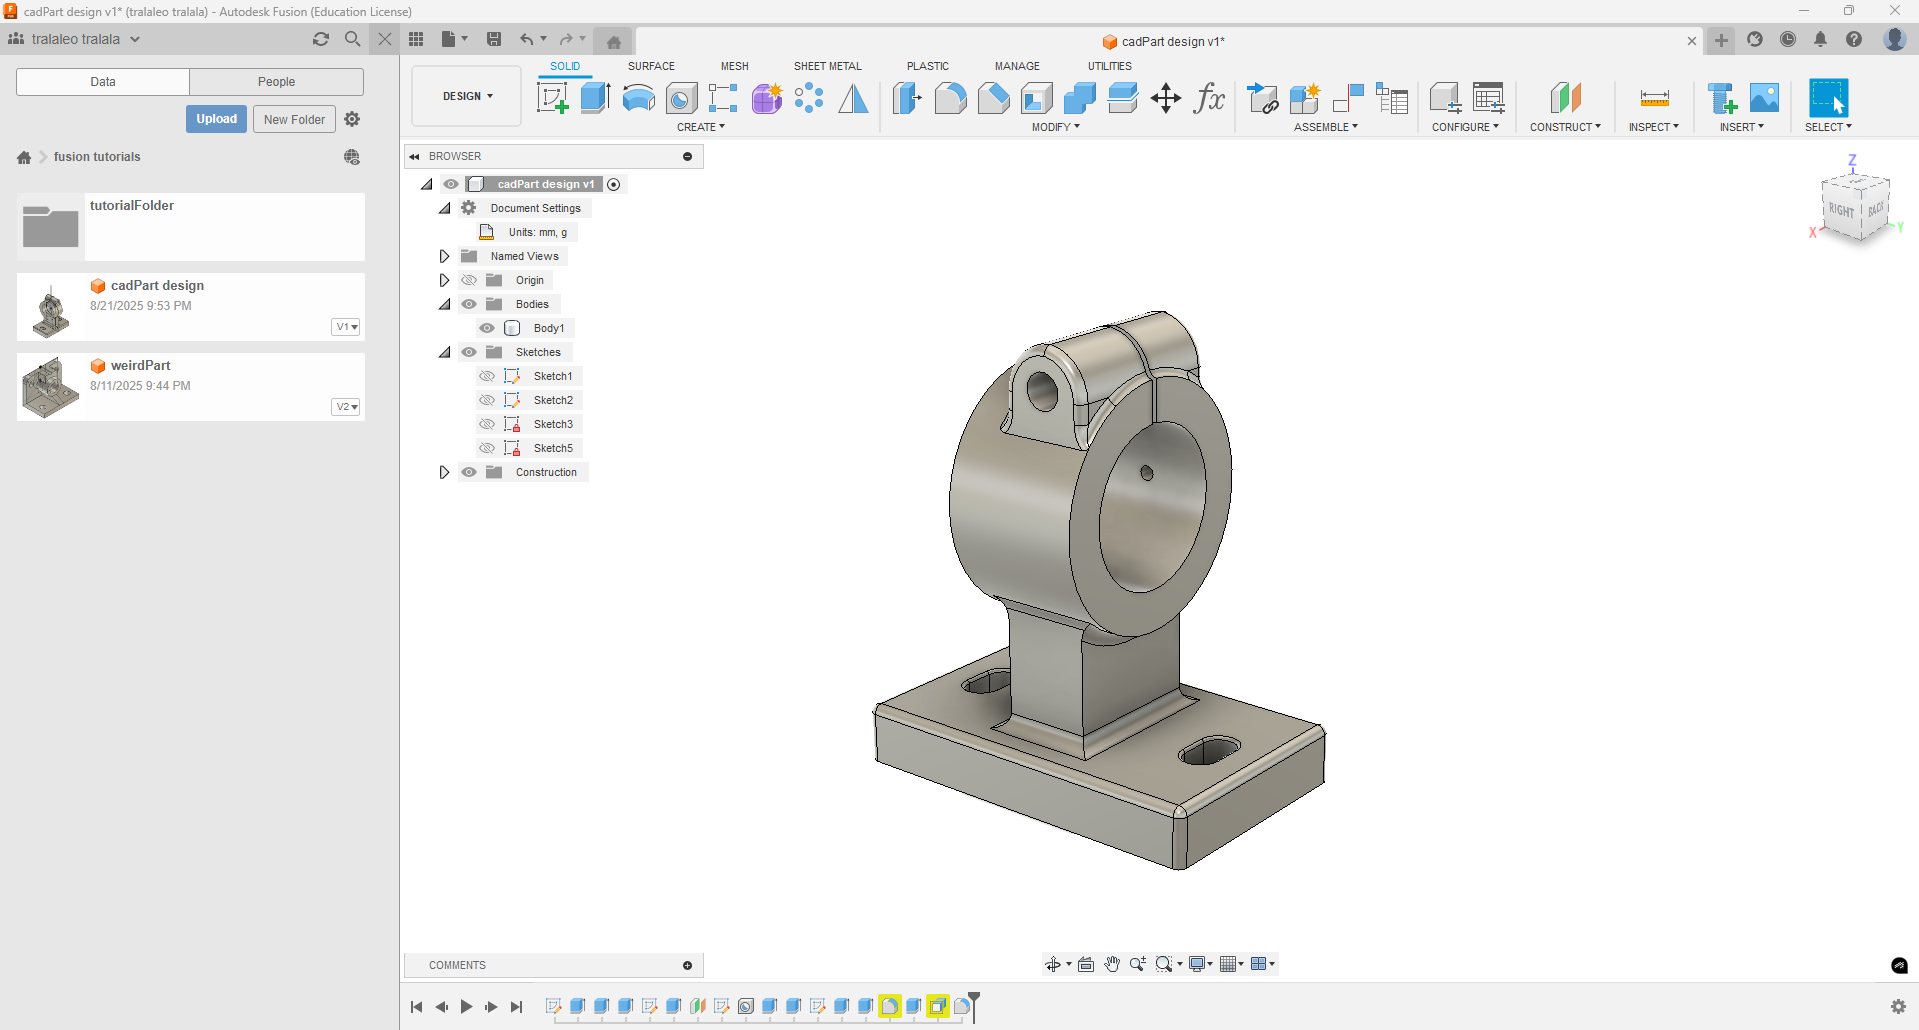 cadPart design v1* (tralaleo tralala) - Autodesk Fusion (Education License)
tralaleo tralala
cadPart design v1*
Data
People
Upload
New Folder
fusion tutorials
tutorialFolder
cadPart design
8/21/2025 9:53 PM
V1
weirdPart
8/11/2025 9:44 PM
V2
DESIGN
SOLID
SURFACE
MESH
SHEET METAL
PLASTIC
MANAGE
UTILITIES
fx
CREATE
MODIFY
ASSEMBLE
CONFIGURE
CONSTRUCT
INSPECT
INSERT
SELECT
BROWSER
cadPart design v1
Document Settings
Units: mm, g
Named Views
Origin
Bodies
Body1
Sketches
Sketch1
Sketch2
Sketch3
Sketch5
Construction
Z
RIGHT
BACK
X
Y
COMMENTS